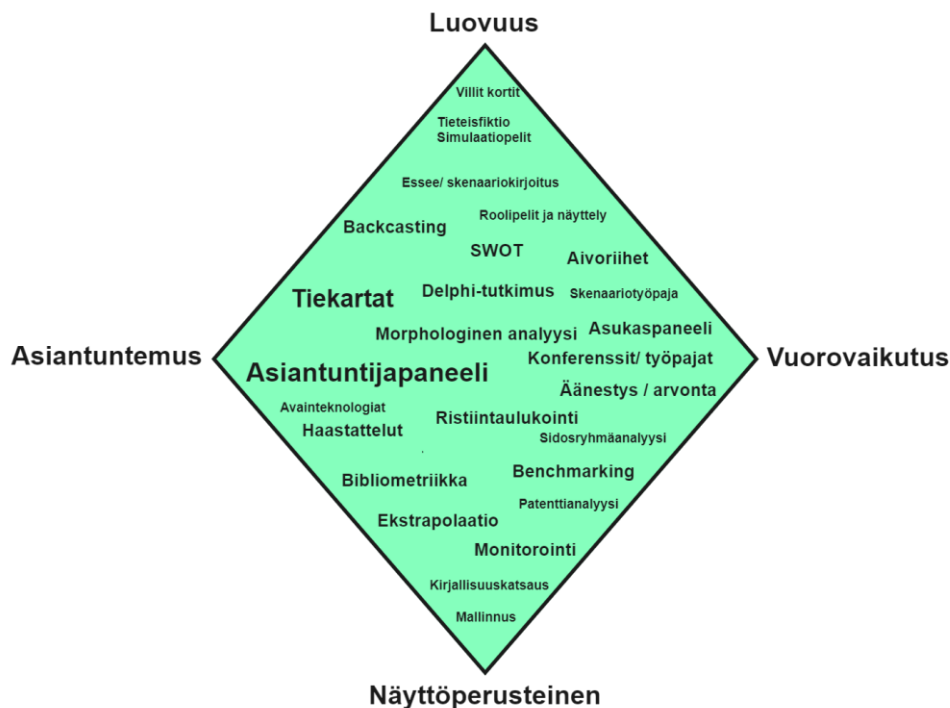 Luovuus
Villit kortit
Tieteisfiktio
Simulaatiopelit
Essee/ skenaariokirjoitus
Roolipelit ja näyttely
Backcasting
SWOT
Aivoriihet
Delphi-tutkimus
Skenaariotyöpaja
Tiekartat
Morphologinen analyysi
Asukaspaneeli
Asiantuntemus
Konferenssit/ työpajat
Vuorovaikutus
Asiantuntijapaneeli
Äänestys / arvonta
Avainteknologiat
Ristiintaulukointi
Haastattelut
Sidosryhmäanalyysi
Benchmarking
Bibliometriikka
Patenttianalyysi
Ekstrapolaatio
Monitorointi
Kirjallisuuskatsaus
Mallinnus
Näyttöperusteinen